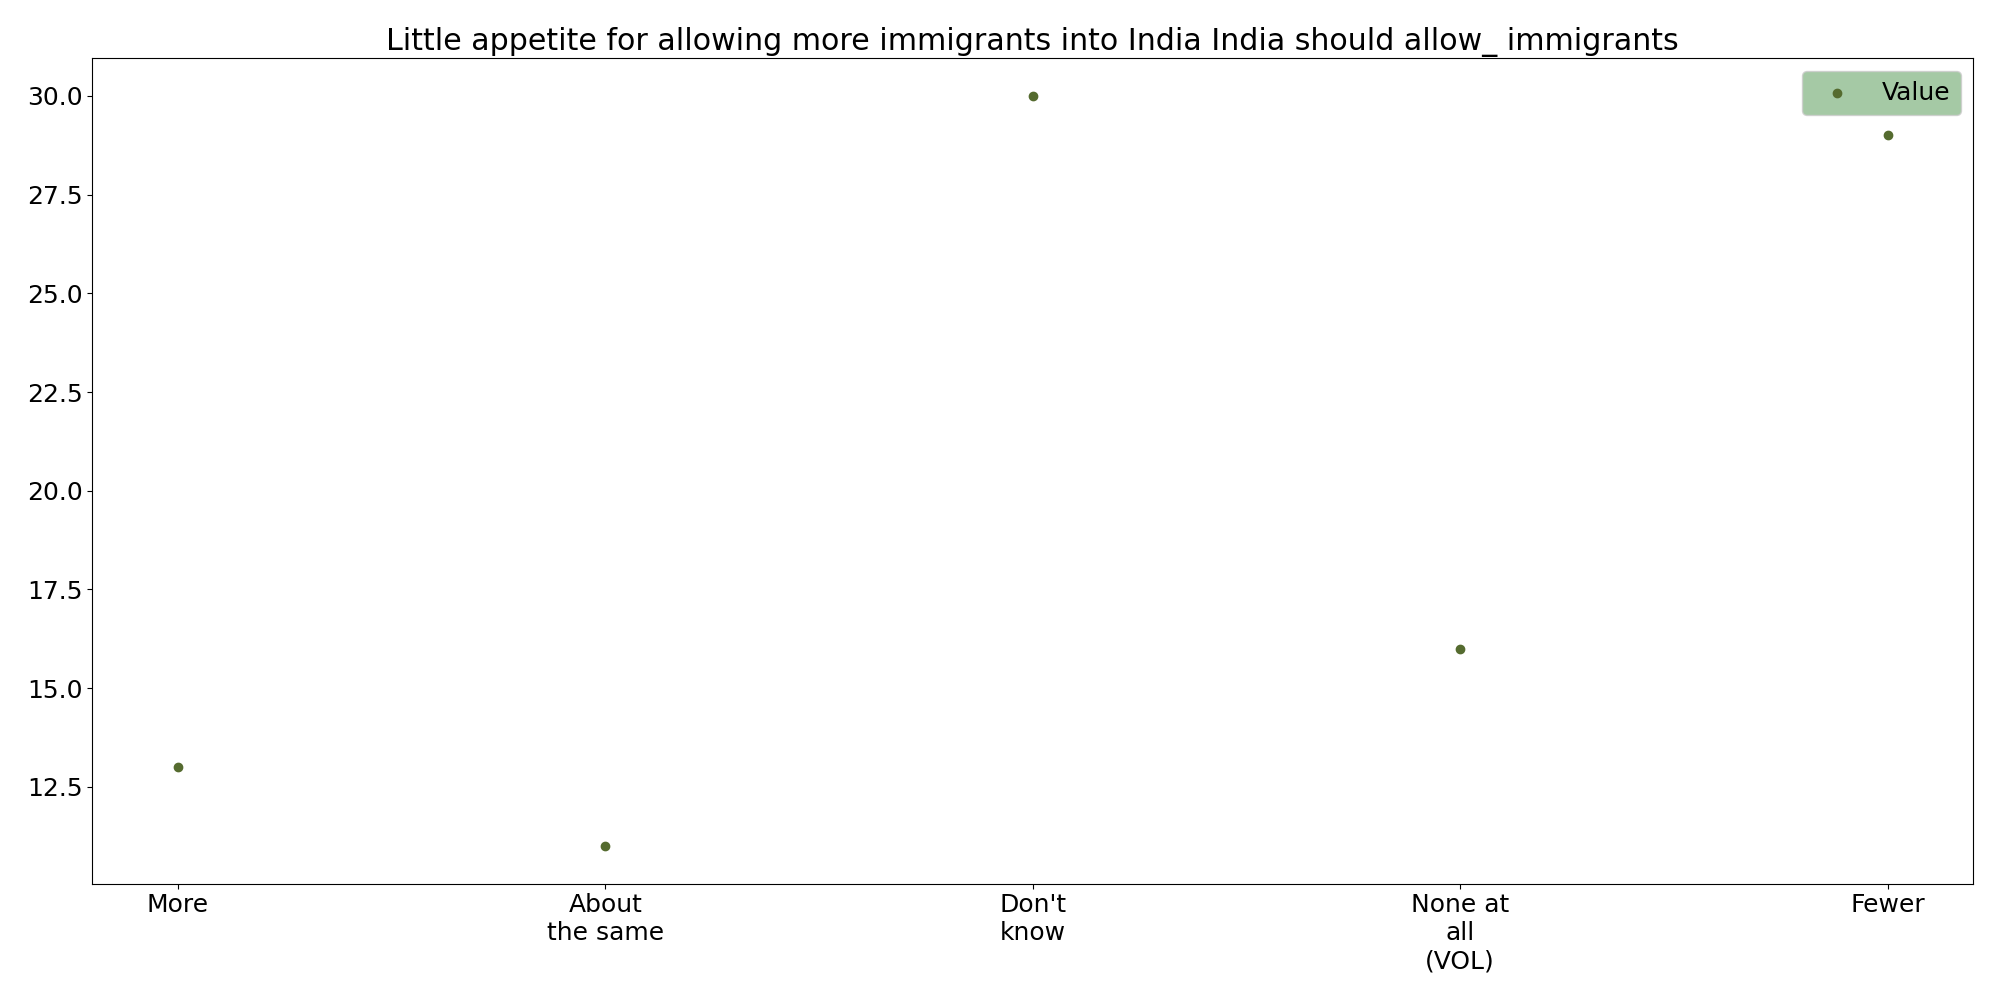 Little appetite for allowing more immigrants into India India should allow_ immigrants
Value
30.0
27.5
25.0
22.5
20.0
17.5
15.0
12.5
More
About
the same
Don't
know
None at
all
(VOL)
Fewer